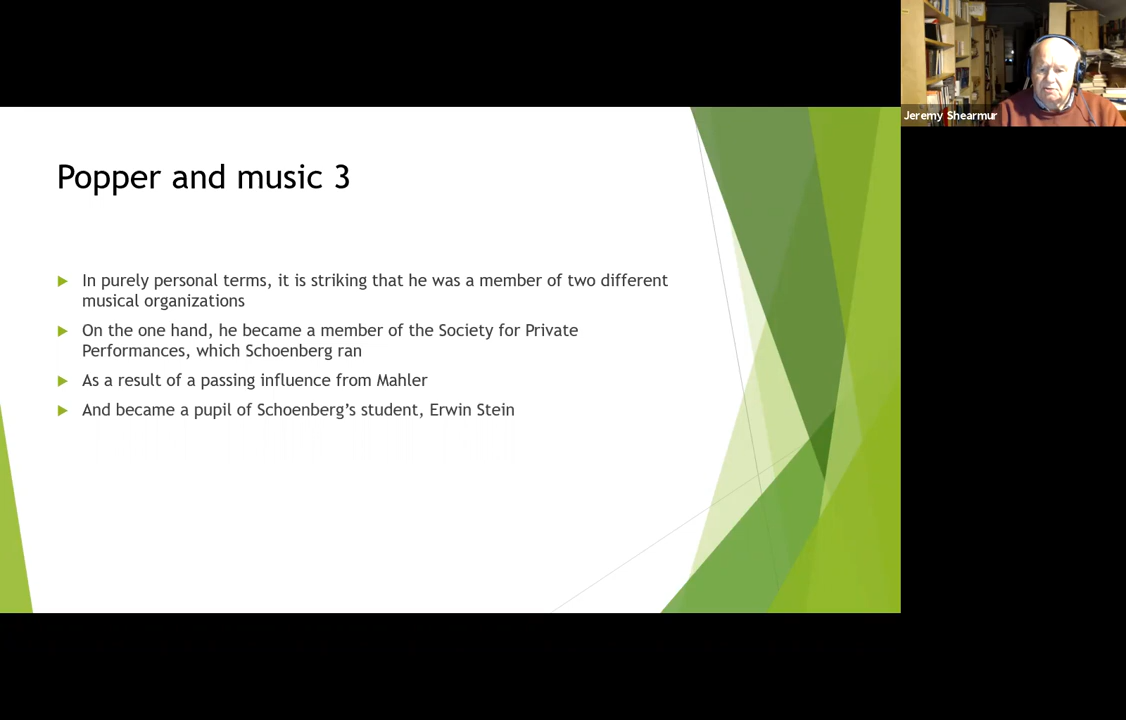 Jeremy Shearmur
Popper and music 3
In purely personal terms, it is striking that he was a member of two different
musical organizations
On the one hand, he became a member of the Society for Private
Performances, which Schoenberg ran
As a result of a passing influence from Mahler
And became a pupil of Schoenberg’s student, Erwin Stein